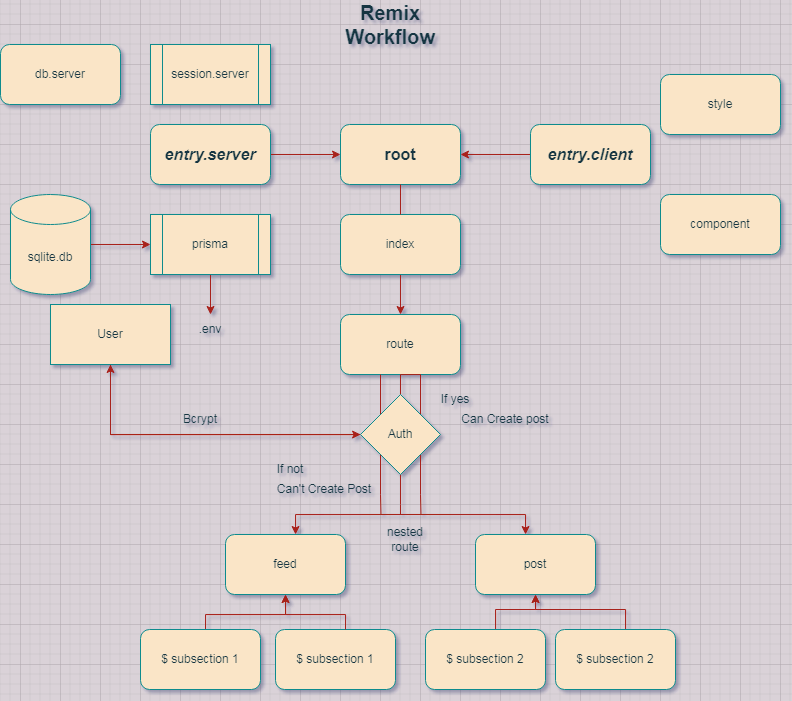 Remix
Workflow
db.server
session.server
style
entry.server
root
entry.client
component
sqlite.db
prisma
index
.env
User
route
If yes
Can Create post
Bcrypt
Auth
If not
Can't Create Post
nested
route
feed
post
$ subsection 1
$ subsection 1
$ subsection 2
$ subsection 2